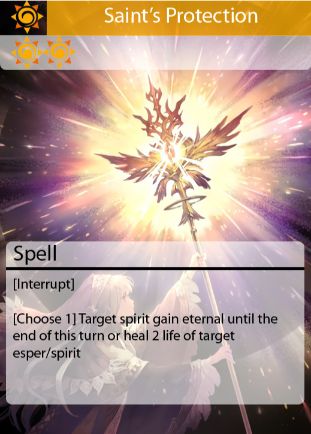 Saint's Protection
Spell
[Interrupt]
[Choose 1] Target spirit gain eternal until the
end of this turn or heal 2 life of target
esper/spirit